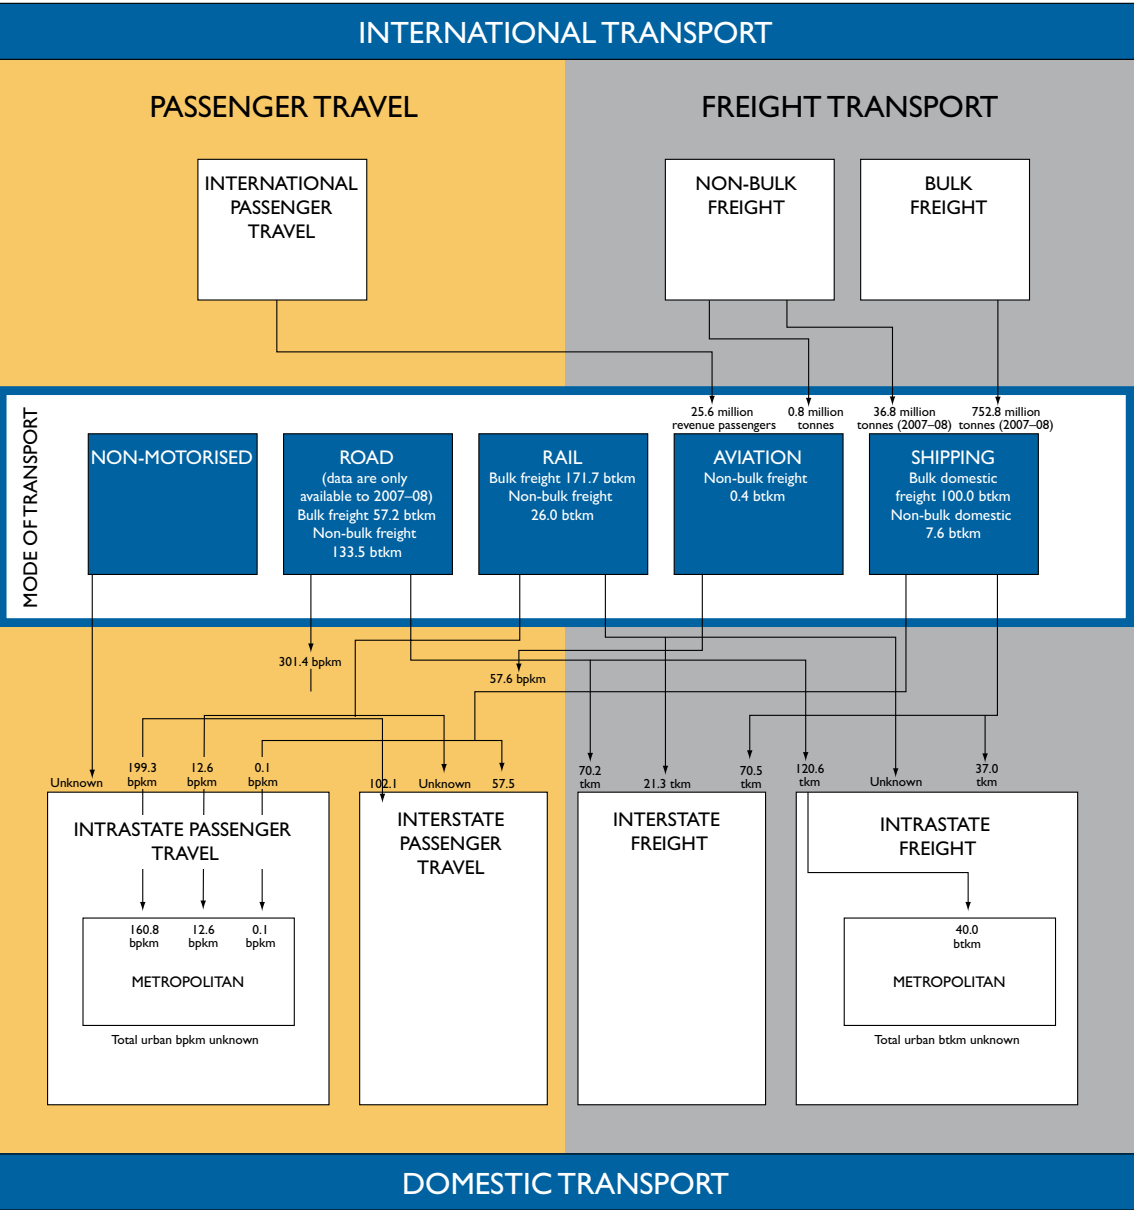 INTERNATIONAL TRANSPORT
PASSENGER TRAVEL
FREIGHT TRANSPORT
INTERNATIONAL
PASSENGER
TRAVEL
NON-BULK
FREIGHT
BULK
FREIGHT
MODE OF TRANSPORT
25.6 million
revenue passengers
0.8 million
tonnes
36.8 million
tonnes (2007–08)
752.8 million
tonnes (2007–08)
NON-MOTORISED
ROAD
(data are only
available to 2007–08)
Bulk freight 57.2 btkm
Non-bulk freight
133.5 btkm
RAIL
Bulk freight 171.7 btkm
Non-bulk freight
26.0 btkm
AVIATION
Non-bulk freight
0.4 btkm
SHIPPING
Bulk domestic
freight 100.0 btkm
Non-bulk domestic
7.6 btkm
301.4 bpkm
57.6 bpkm
Unknown
199.3
bpkm
12.6
bpkm
0.1
bpkm
102.1
Unknown
57.5
70.2
tkm
21.3 tkm
70.5
tkm
120.6
tkm
Unknown
37.0
tkm
INTRASTATE PASSENGER
TRAVEL
160.8
bpkm
12.6
bpkm
0.1
bpkm
METROPOLITAN
Total urban bpkm unknown
INTERSTATE
PASSENGER
TRAVEL
INTERSTATE
FREIGHT
INTRASTATE
FREIGHT
40.0
btkm
METROPOLITAN
Total urban btkm unknown
DOMESTIC TRANSPORT